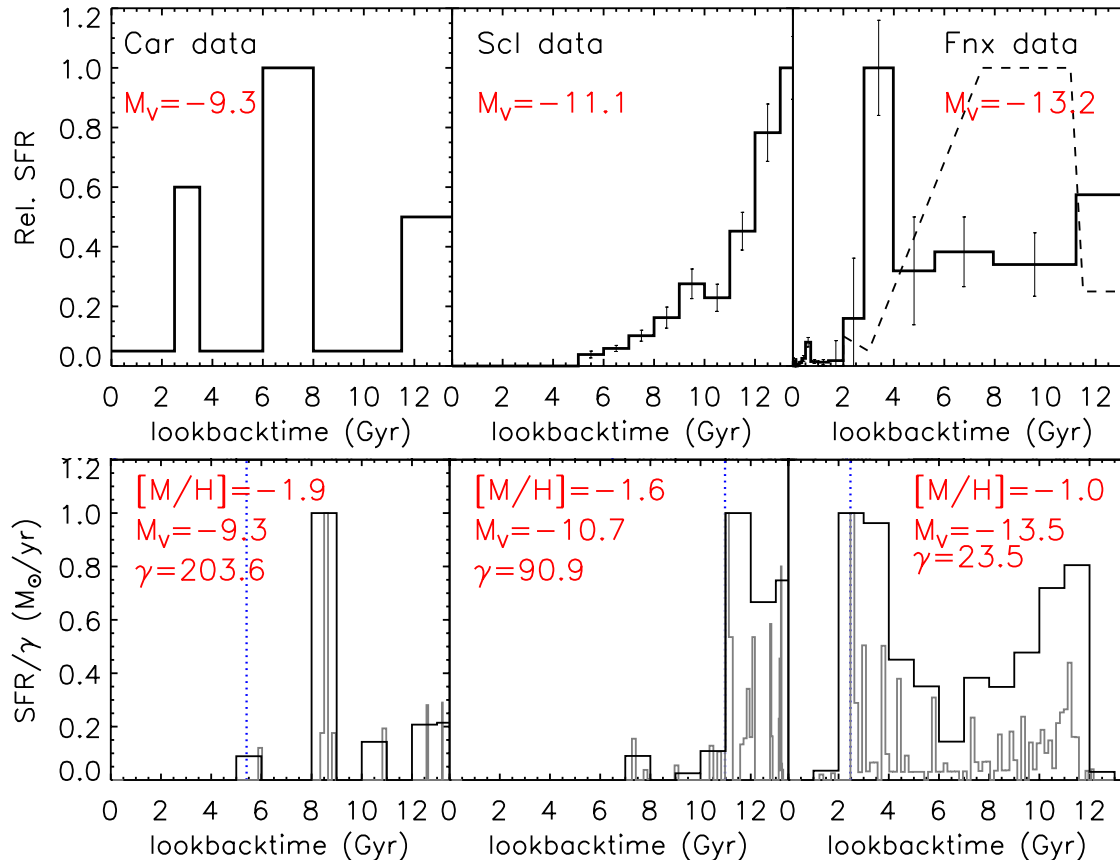 1.2
1.0
0.8
0.6
0.4
0.2
0.0
Rel. SFR
Car data
M_V=−9.3
Scl data
M_V=−11.1
Fnx data
M_V=−13.2
0 2 4 6 8 10 12
0 2 4 6 8 10 12
0 2 4 6 8 10 12
lookbacktime (Gyr)
lookbacktime (Gyr)
lookbacktime (Gyr)
1.2
1.0
0.8
0.6
0.4
0.2
0.0
SFR/γ (M⊙/yr)
[M/H]=−1.9
M_V=−9.3
γ=203.6
[M/H]=−1.6
M_V=−10.7
γ=90.9
[M/H]=−1.0
M_V=−13.5
γ=23.5
0 2 4 6 8 10 12
0 2 4 6 8 10 12
0 2 4 6 8 10 12
lookbacktime (Gyr)
lookbacktime (Gyr)
lookbacktime (Gyr)